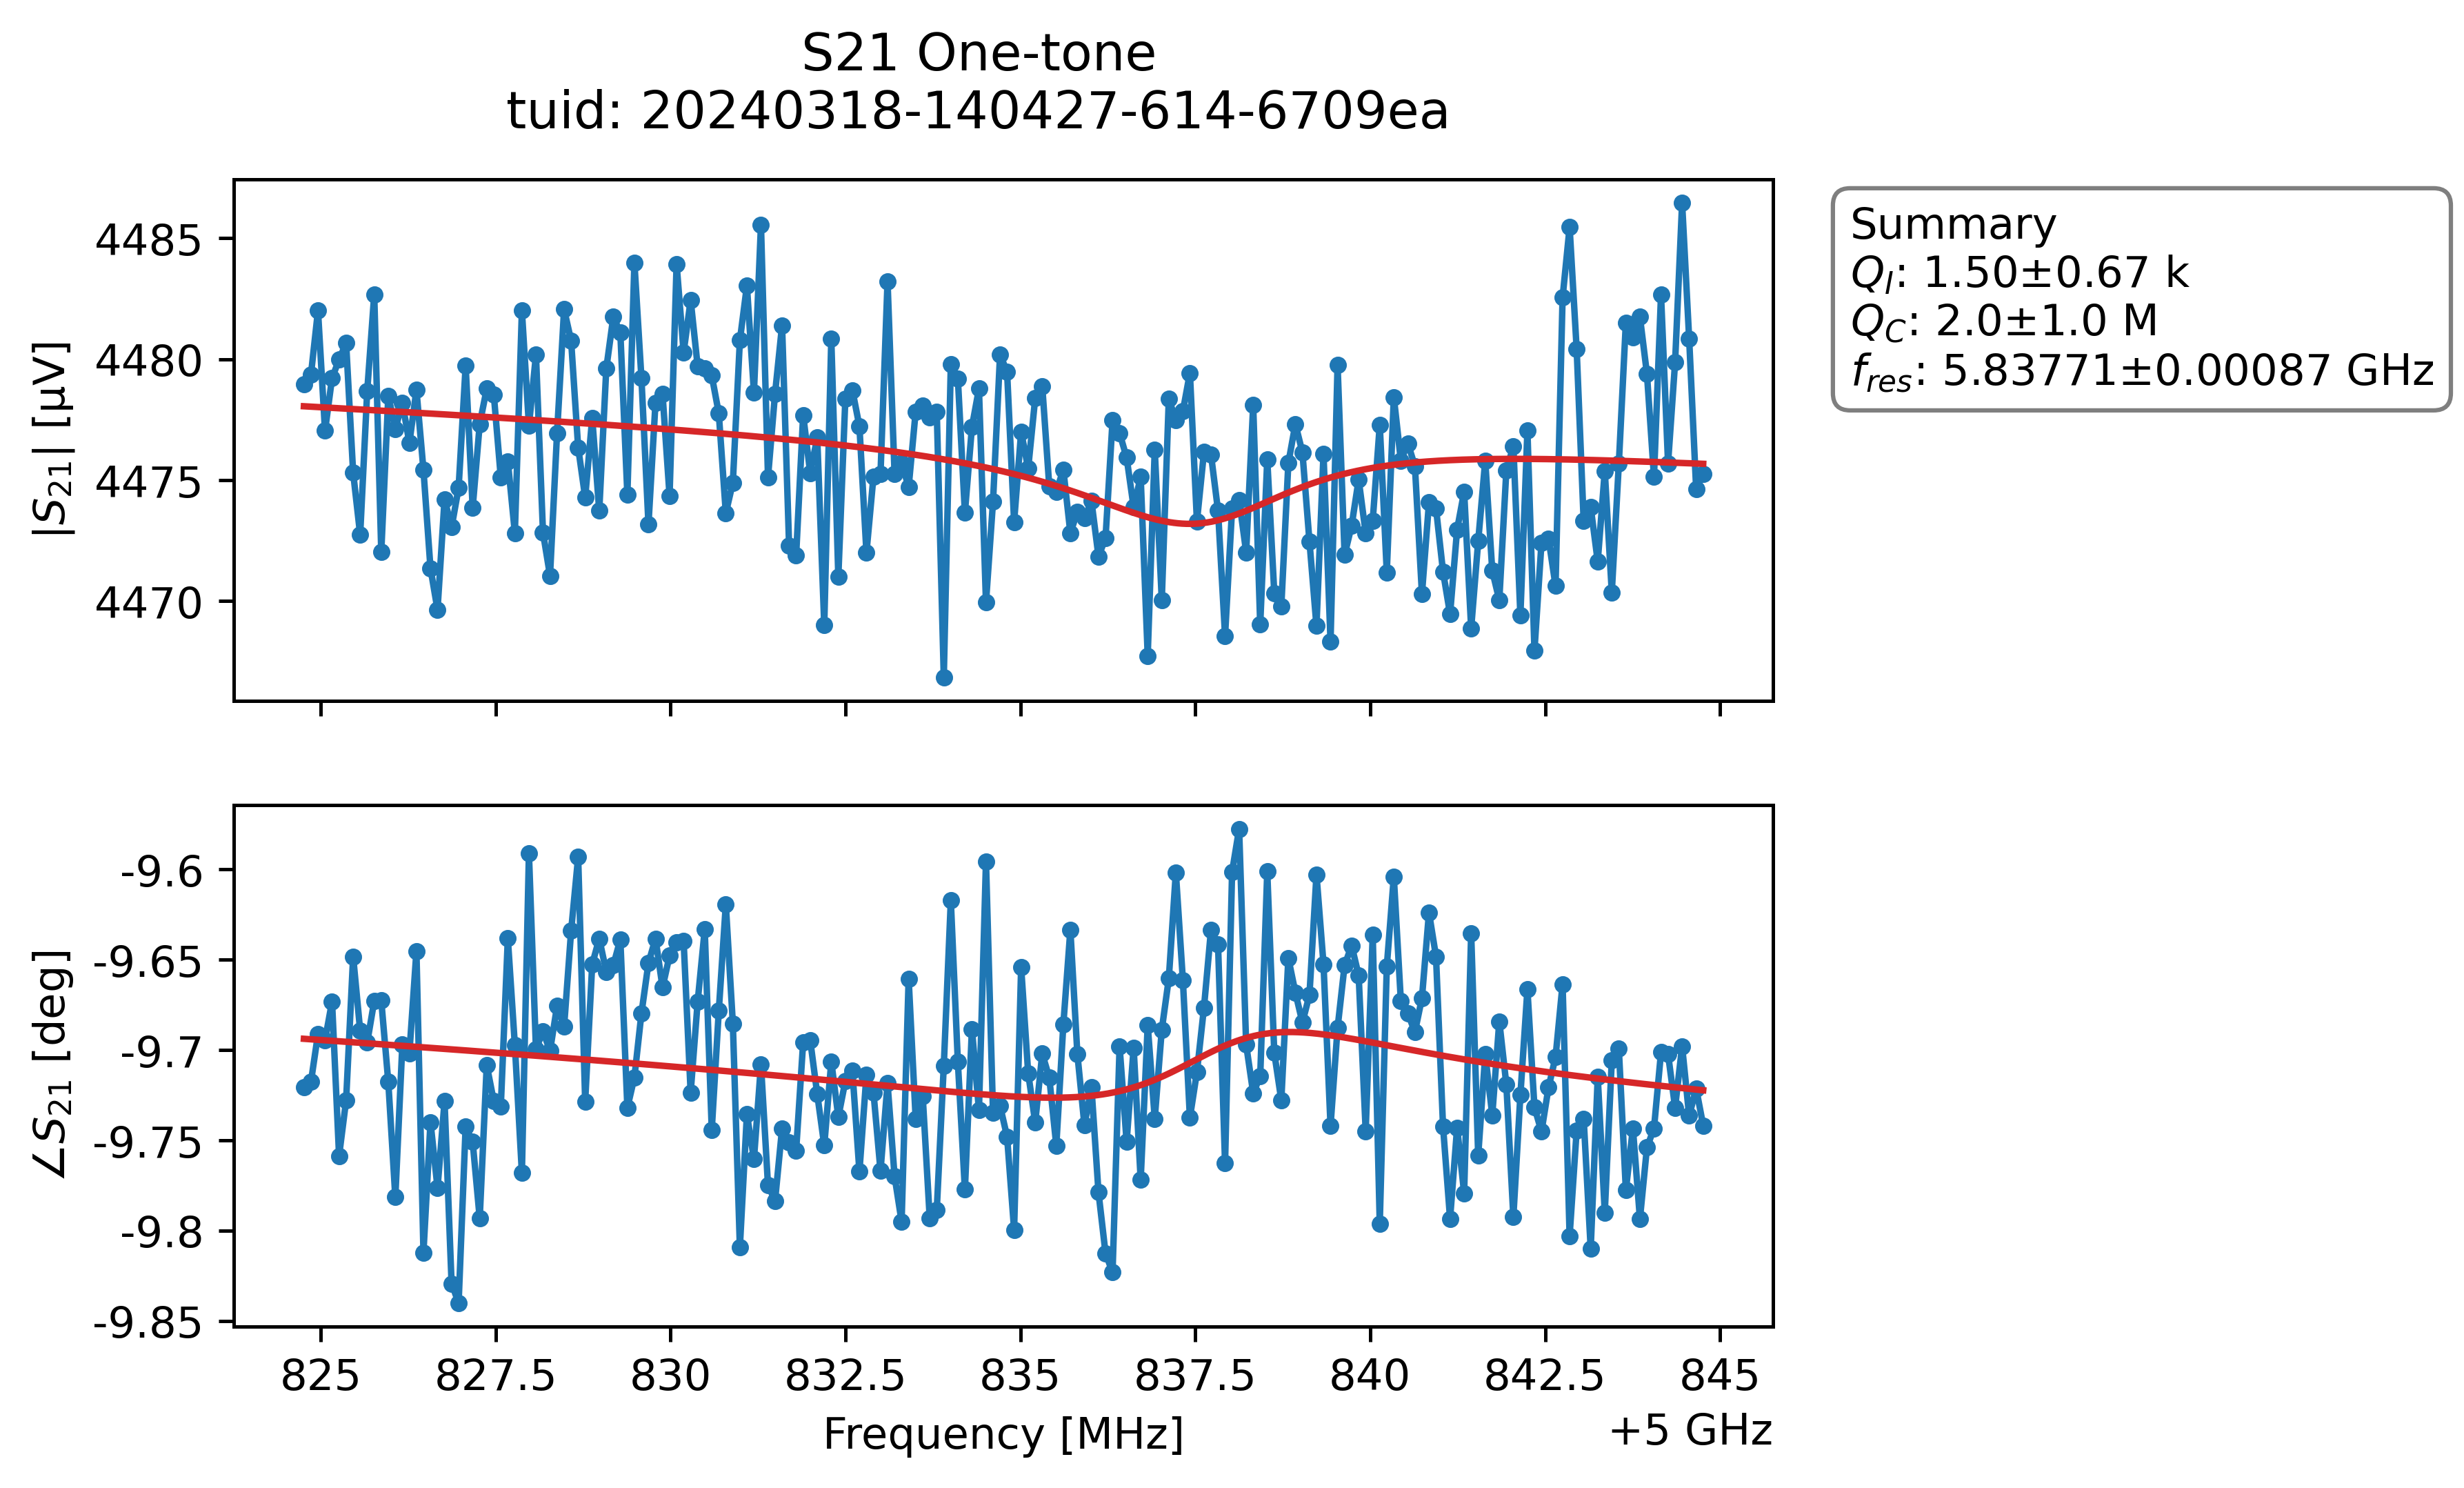 S21 One-tone
tuid: 20240318-140427-614-6709ea
|S21| [μV]
4485
4480
4475
4470
Summary
Ql: 1.50±0.67 k
QC: 2.0±1.0 M
fres: 5.83771±0.00087 GHz
∠S21 [deg]
-9.6
-9.65
-9.7
-9.75
-9.8
-9.85
825 827.5 830 832.5 835 837.5 840 842.5 845
Frequency [MHz]
+5 GHz